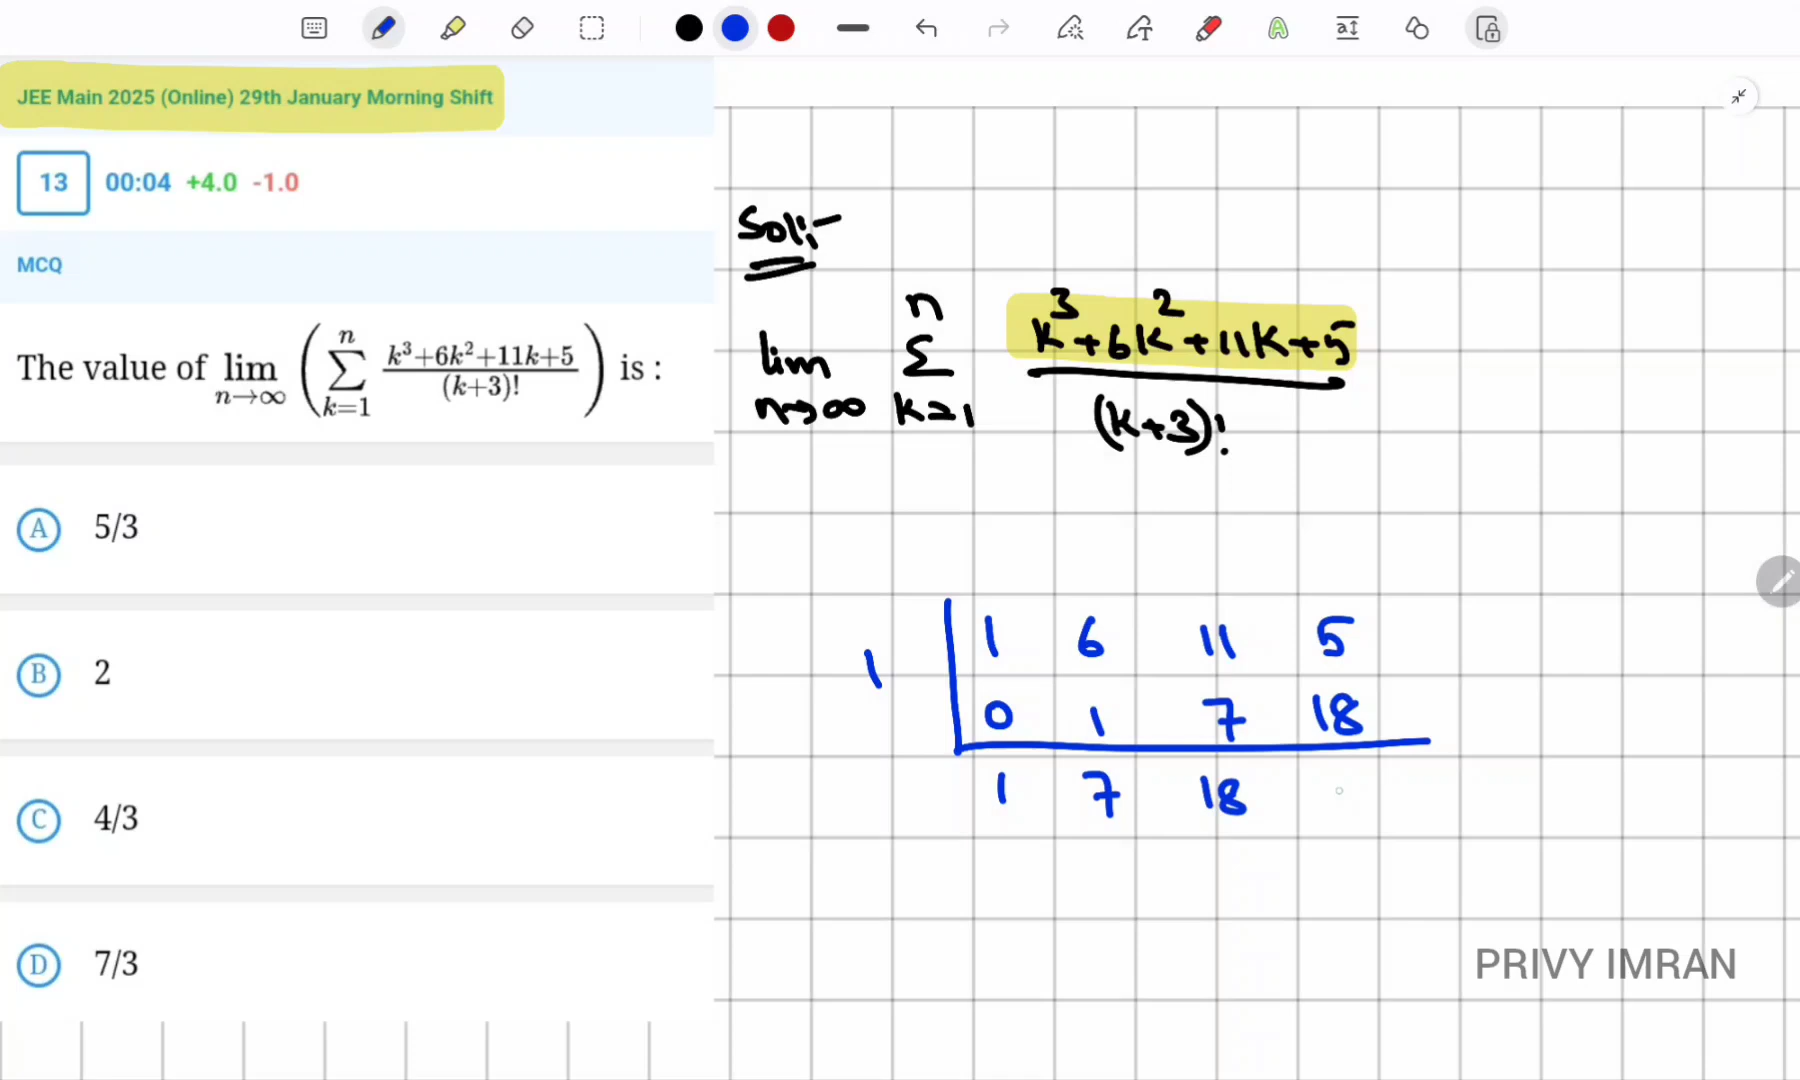 JEE Main 2025 (Online) 29th January Morning Shift
13 00:04 +4.0 -1.0
MCQ
The value of lim n→∞ ( ∑ k=1 n (k³+6k²+11k+5)/((k+3)!) ) is :
A 5/3
B 2
C 4/3
D 7/3
Sol:-
lim n→∞ Σ k=1 n (k³+6k²+11k+5)/((k+3)!)
1 | 1 6 11 5
0 1 7 18
1 7 18
PRIVY IMRAN